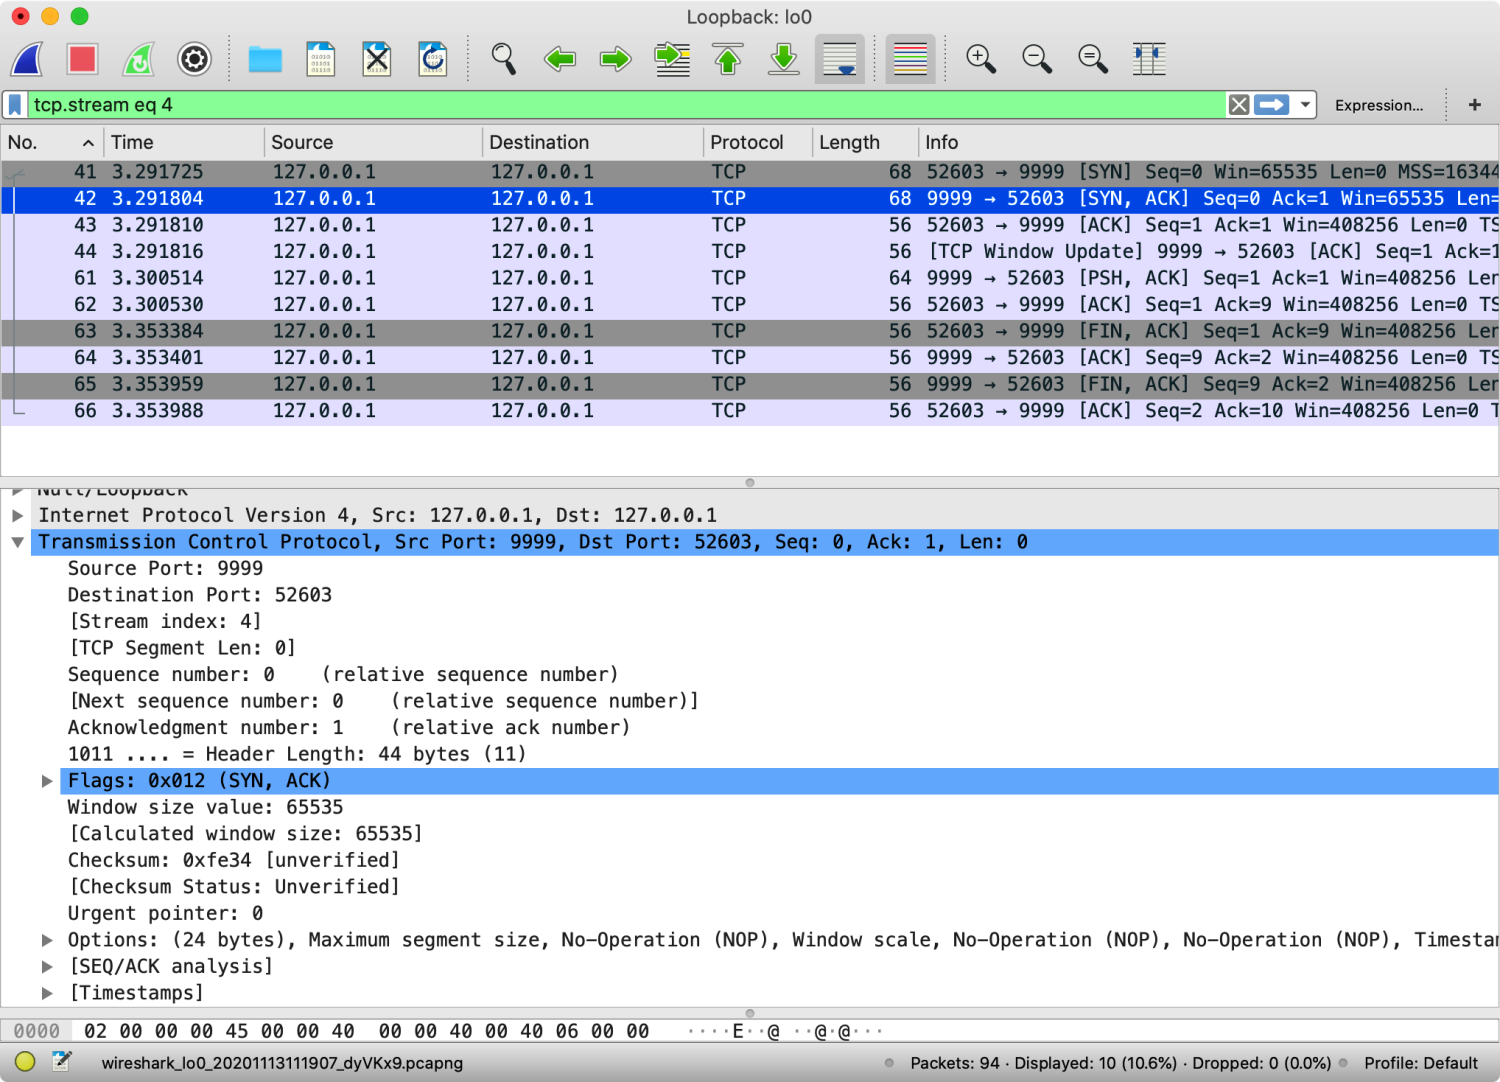 Loopback: lo0
tcp.stream eq 4
Expression...
+
No. Time Source Destination Protocol Length Info
41 3.291725 127.0.0.1 127.0.0.1 TCP 68 52603 → 9999 [SYN] Seq=0 Win=65535 Len=0 MSS=16344
42 3.291804 127.0.0.1 127.0.0.1 TCP 68 9999 → 52603 [SYN, ACK] Seq=0 Ack=1 Win=65535 Len=
43 3.291810 127.0.0.1 127.0.0.1 TCP 56 52603 → 9999 [ACK] Seq=1 Ack=1 Win=408256 Len=0 TS
44 3.291816 127.0.0.1 127.0.0.1 TCP 56 [TCP Window Update] 9999 → 52603 [ACK] Seq=1 Ack=1
61 3.300514 127.0.0.1 127.0.0.1 TCP 64 9999 → 52603 [PSH, ACK] Seq=1 Ack=1 Win=408256 Len
62 3.300530 127.0.0.1 127.0.0.1 TCP 56 52603 → 9999 [ACK] Seq=1 Ack=9 Win=408256 Len=0 TS
63 3.353384 127.0.0.1 127.0.0.1 TCP 56 52603 → 9999 [FIN, ACK] Seq=1 Ack=9 Win=408256 Len
64 3.353401 127.0.0.1 127.0.0.1 TCP 56 9999 → 52603 [ACK] Seq=9 Ack=2 Win=408256 Len=0 TS
65 3.353959 127.0.0.1 127.0.0.1 TCP 56 9999 → 52603 [FIN, ACK] Seq=9 Ack=2 Win=408256 Len
66 3.353988 127.0.0.1 127.0.0.1 TCP 56 52603 → 9999 [ACK] Seq=2 Ack=10 Win=408256 Len=0 T
Null/Loopback
Internet Protocol Version 4, Src: 127.0.0.1, Dst: 127.0.0.1
Transmission Control Protocol, Src Port: 9999, Dst Port: 52603, Seq: 0, Ack: 1, Len: 0
Source Port: 9999
Destination Port: 52603
[Stream index: 4]
[TCP Segment Len: 0]
Sequence number: 0 (relative sequence number)
[Next sequence number: 0 (relative sequence number)]
Acknowledgment number: 1 (relative ack number)
1011 .... = Header Length: 44 bytes (11)
Flags: 0x012 (SYN, ACK)
Window size value: 65535
[Calculated window size: 65535]
Checksum: 0xfe34 [unverified]
[Checksum Status: Unverified]
Urgent pointer: 0
Options: (24 bytes), Maximum segment size, No-Operation (NOP), Window scale, No-Operation (NOP), No-Operation (NOP), Timestam
[SEQ/ACK analysis]
[Timestamps]
0000 02 00 00 00 45 00 00 40 00 00 40 00 40 06 00 00 ····E··@ ··@·@···
wireshark_lo0_20201113111907_dyVKx9.pcapng
Packets: 94 · Displayed: 10 (10.6%) · Dropped: 0 (0.0%)
Profile: Default